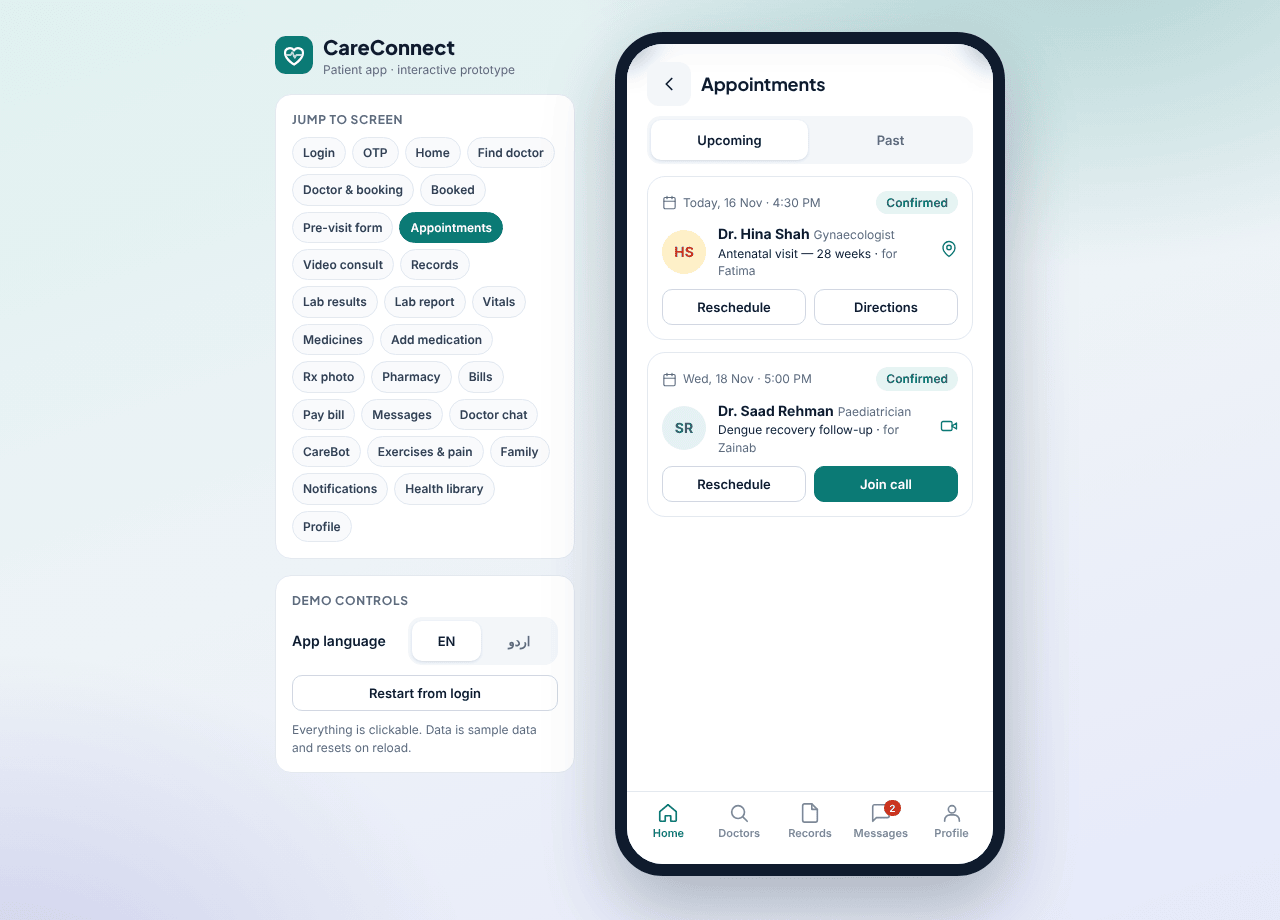 CareConnect
Patient app · interactive prototype
JUMP TO SCREEN
Login
OTP
Home
Find doctor
Doctor & booking
Booked
Pre-visit form
Appointments
Video consult
Records
Lab results
Lab report
Vitals
Medicines
Add medication
Rx photo
Pharmacy
Bills
Pay bill
Messages
Doctor chat
CareBot
Exercises & pain
Family
Notifications
Health library
Profile
DEMO CONTROLS
App language
EN
اردو
Restart from login
Everything is clickable. Data is sample data
and resets on reload.
Appointments
Upcoming
Past
Today, 16 Nov · 4:30 PM
Confirmed
HS
Dr. Hina Shah Gynaecologist
Antenatal visit — 28 weeks · for
Fatima
Reschedule
Directions
Wed, 18 Nov · 5:00 PM
Confirmed
SR
Dr. Saad Rehman Paediatrician
Dengue recovery follow-up · for
Zainab
Reschedule
Join call
2
Home
Doctors
Records
Messages
Profile